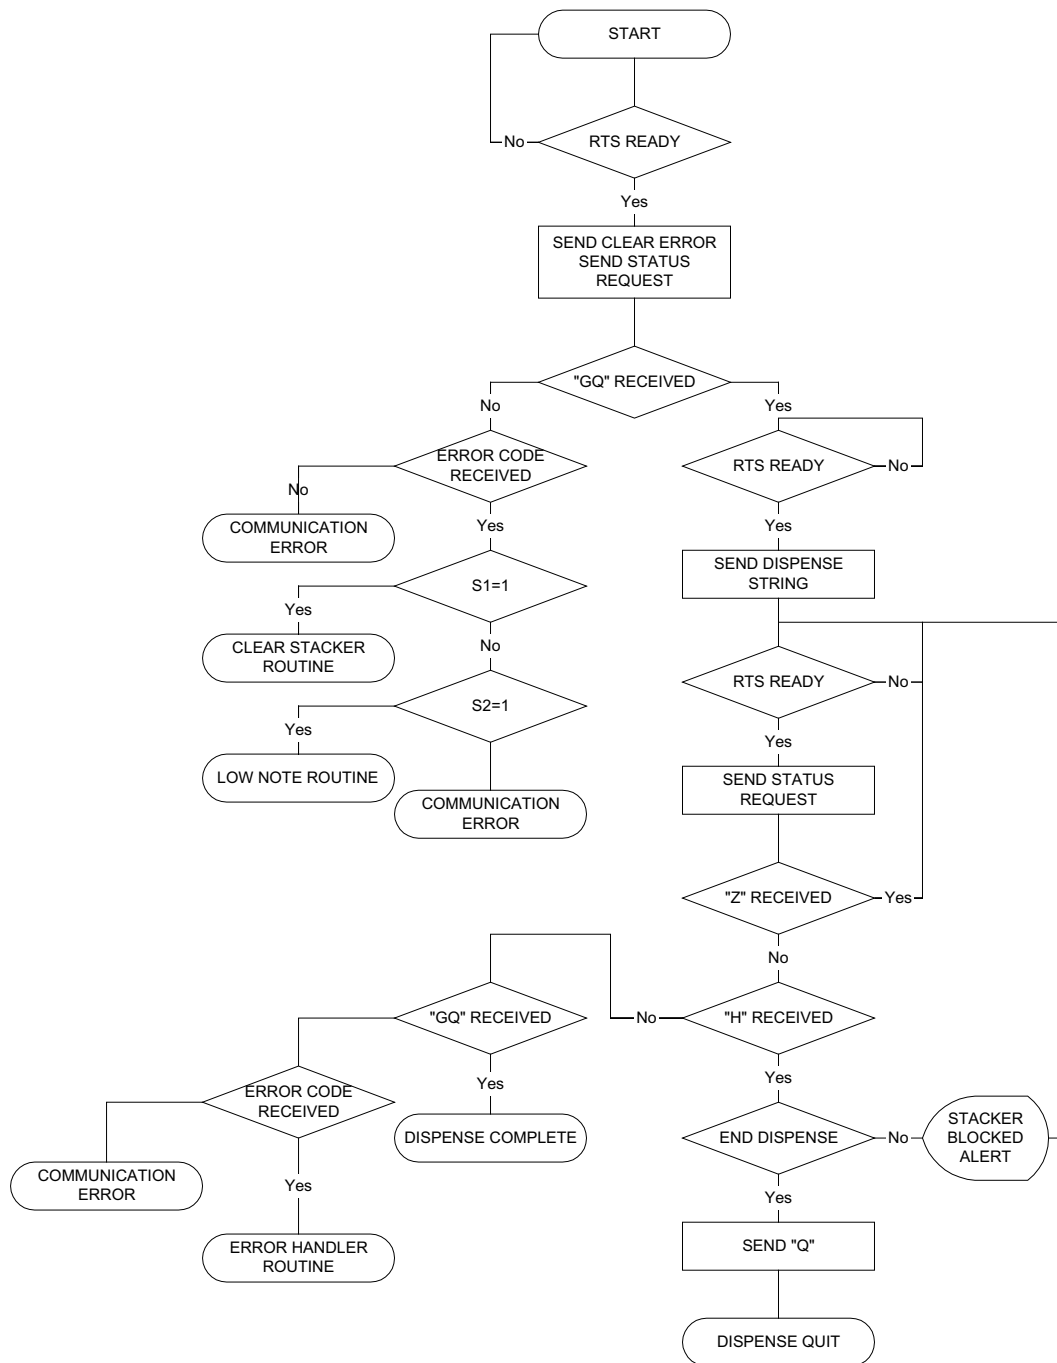 START
RTS READY
No
Yes
SEND CLEAR ERROR
SEND STATUS
REQUEST
"GQ" RECEIVED
No
Yes
ERROR CODE
RECEIVED
RTS READY
No
No
Yes
Yes
COMMUNICATION
ERROR
SEND DISPENSE
STRING
S1=1
Yes
No
CLEAR STACKER
ROUTINE
RTS READY
No
S2=1
Yes
Yes
LOW NOTE ROUTINE
SEND STATUS
REQUEST
COMMUNICATION
ERROR
"Z" RECEIVED
Yes
No
"GQ" RECEIVED
No
"H" RECEIVED
Yes
Yes
ERROR CODE
RECEIVED
DISPENSE COMPLETE
END DISPENSE
No
STACKER
BLOCKED
ALERT
COMMUNICATION
ERROR
Yes
Yes
ERROR HANDLER
ROUTINE
SEND "Q"
DISPENSE QUIT